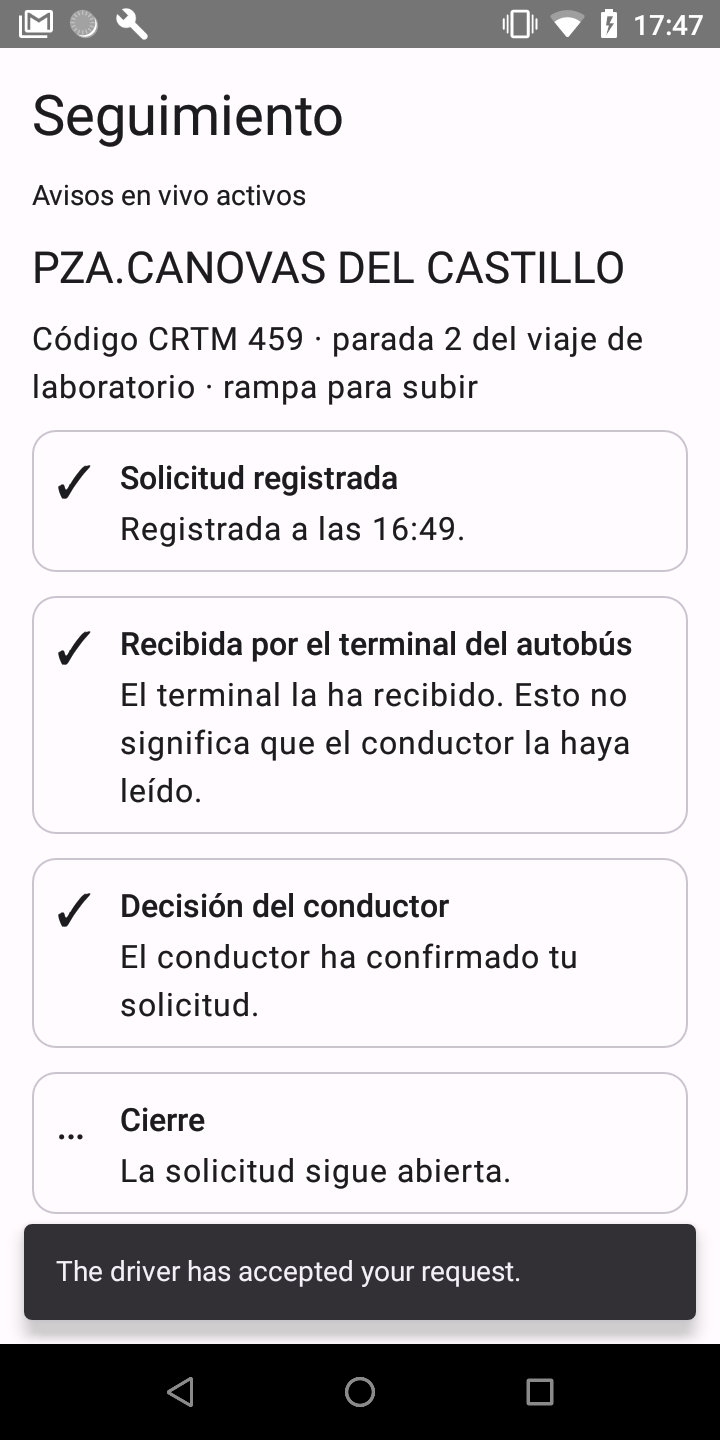 17:47
Seguimiento
Avisos en vivo activos
PZA.CANOVAS DEL CASTILLO
Código CRTM 459 · parada 2 del viaje de
laboratorio · rampa para subir
✓ Solicitud registrada
Registrada a las 16:49.
✓ Recibida por el terminal del autobús
El terminal la ha recibido. Esto no
significa que el conductor la haya
leído.
✓ Decisión del conductor
El conductor ha confirmado tu
solicitud.
… Cierre
La solicitud sigue abierta.
The driver has accepted your request.